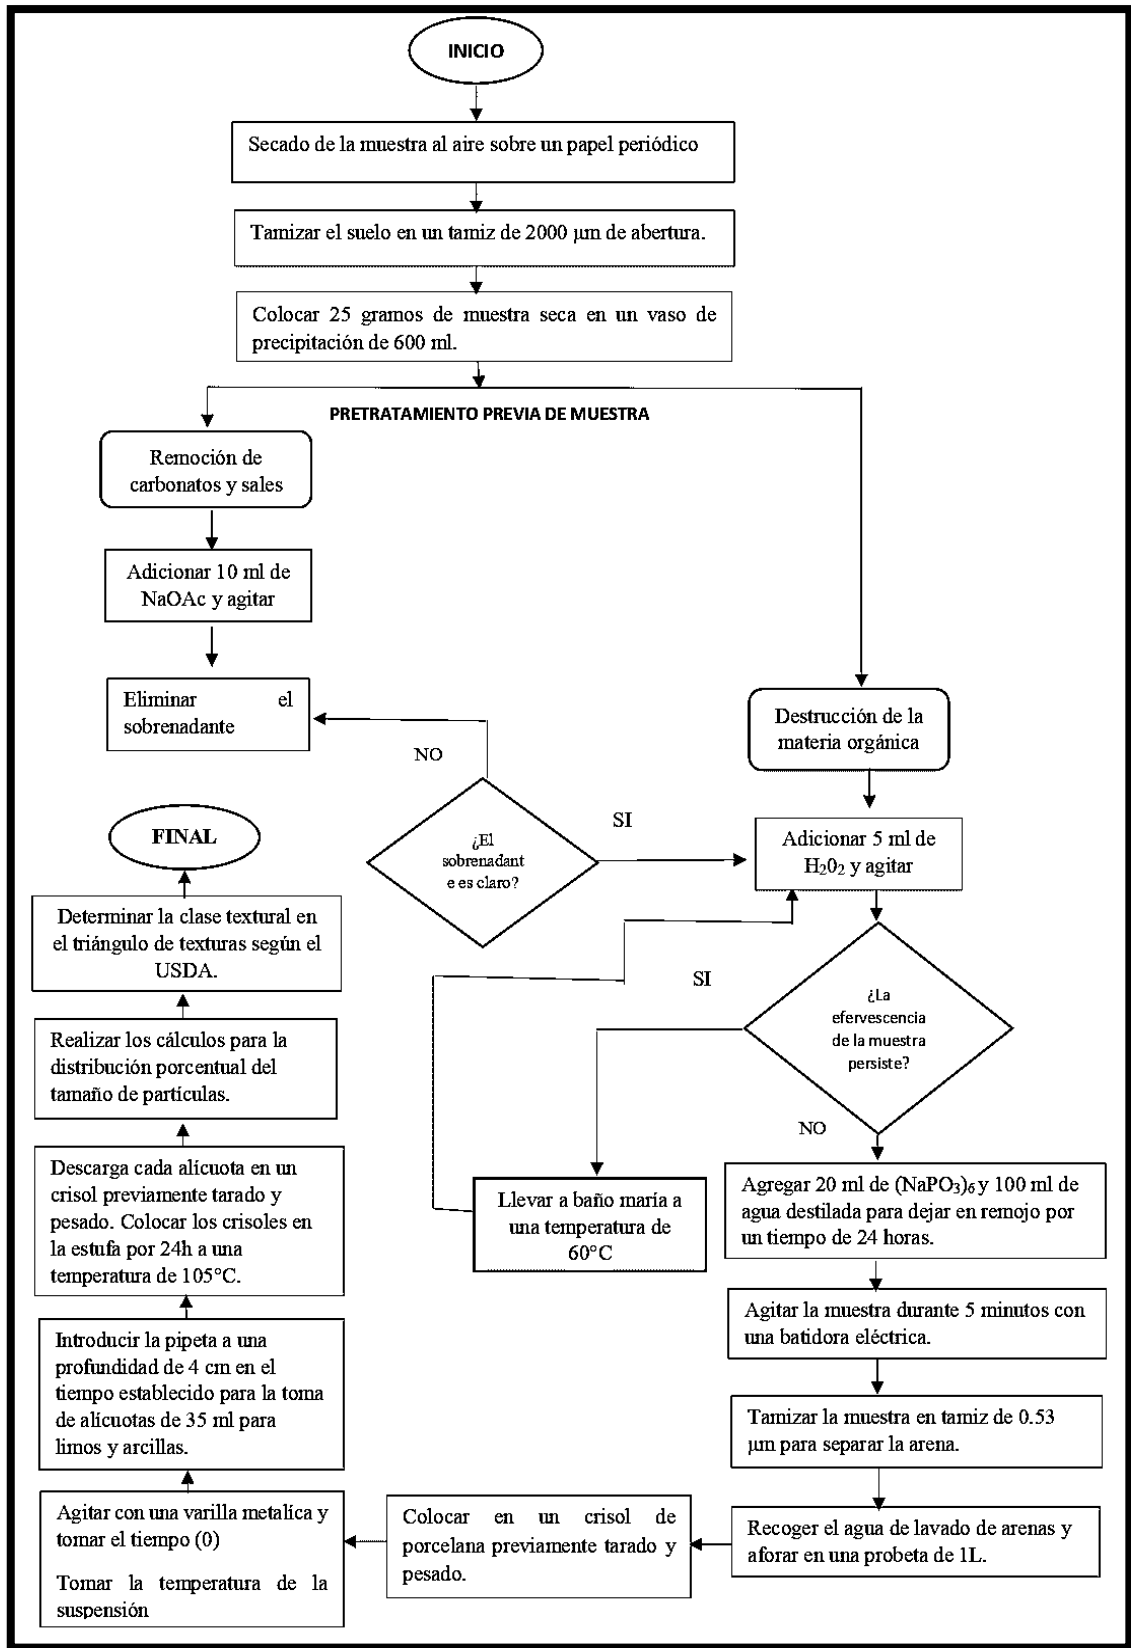 INICIO
Secado de la muestra al aire sobre un papel periódico
Tamizar el suelo en un tamiz de 2000 µm de abertura.
Colocar 25 gramos de muestra seca en un vaso de
precipitación de 600 ml.
PRETRATAMIENTO PREVIA DE MUESTRA
Remoción de
carbonatos y sales
Adicionar 10 ml de
NaOAc y agitar
Eliminar el
sobrenadante
NO
¿El
sobrenadant
e es claro?
SI
Destrucción de la
materia orgánica
Adicionar 5 ml de
H₂0₂ y agitar
SI
¿La
efervescencia
de la muestra
persiste?
NO
Llevar a baño maría a
una temperatura de
60°C
Agregar 20 ml de (NaPO₃)₆ y 100 ml de
agua destilada para dejar en remojo por
un tiempo de 24 horas.
Agitar la muestra durante 5 minutos con
una batidora eléctrica.
Tamizar la muestra en tamiz de 0.53
µm para separar la arena.
Recoger el agua de lavado de arenas y
aforar en una probeta de 1L.
Colocar en un crisol de
porcelana previamente tarado y
pesado.
Agitar con una varilla metalíca y
tomar el tiempo (0)
Tomar la temperatura de la
suspensión
Introducir la pipeta a una
profundidad de 4 cm en el
tiempo establecido para la toma
de alícuotas de 35 ml para
limos y arcillas.
Descarga cada alícuota en un
crisol previamente tarado y
pesado. Colocar los crisoles en
la estufa por 24h a una
temperatura de 105°C.
Realizar los cálculos para la
distribución porcentual del
tamaño de partículas.
Determinar la clase textural en
el triángulo de texturas según el
USDA.
FINAL